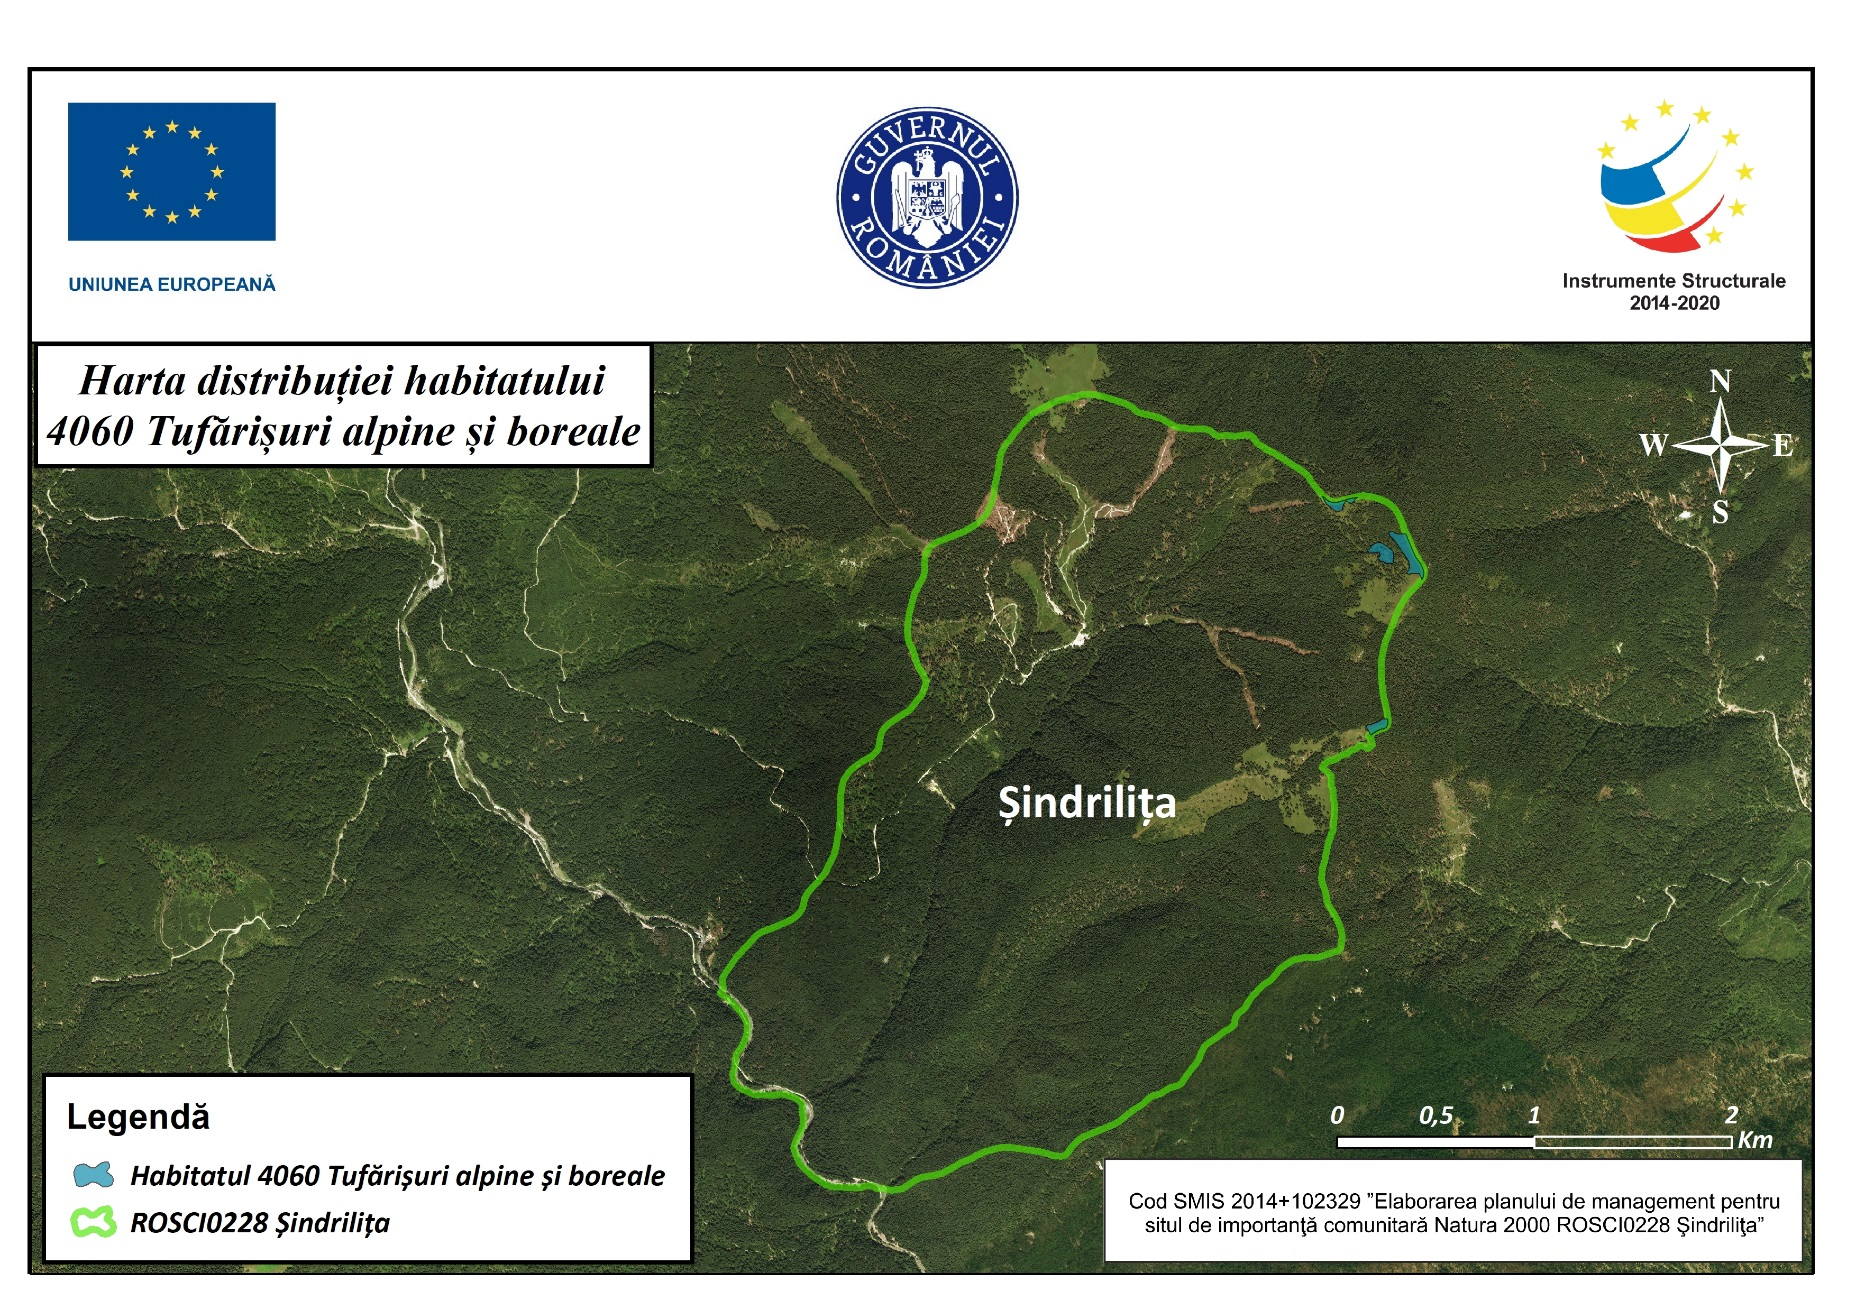 UNIUNEA EUROPEANĂ
GUVERNUL
ROMÂNIEI
Instrumente Structurale
2014-2020
Harta distribuției habitatului
4060 Tufărișuri alpine și boreale
N
W E
S
Șindrilița
0 0,5 1 2
Km
Legendă
Habitatul 4060 Tufărișuri alpine și boreale
ROSCI0228 Șindrilița
Cod SMIS 2014+102329 ”Elaborarea planului de management pentru
situl de importanţă comunitară Natura 2000 ROSCI0228 Şindriliţa”